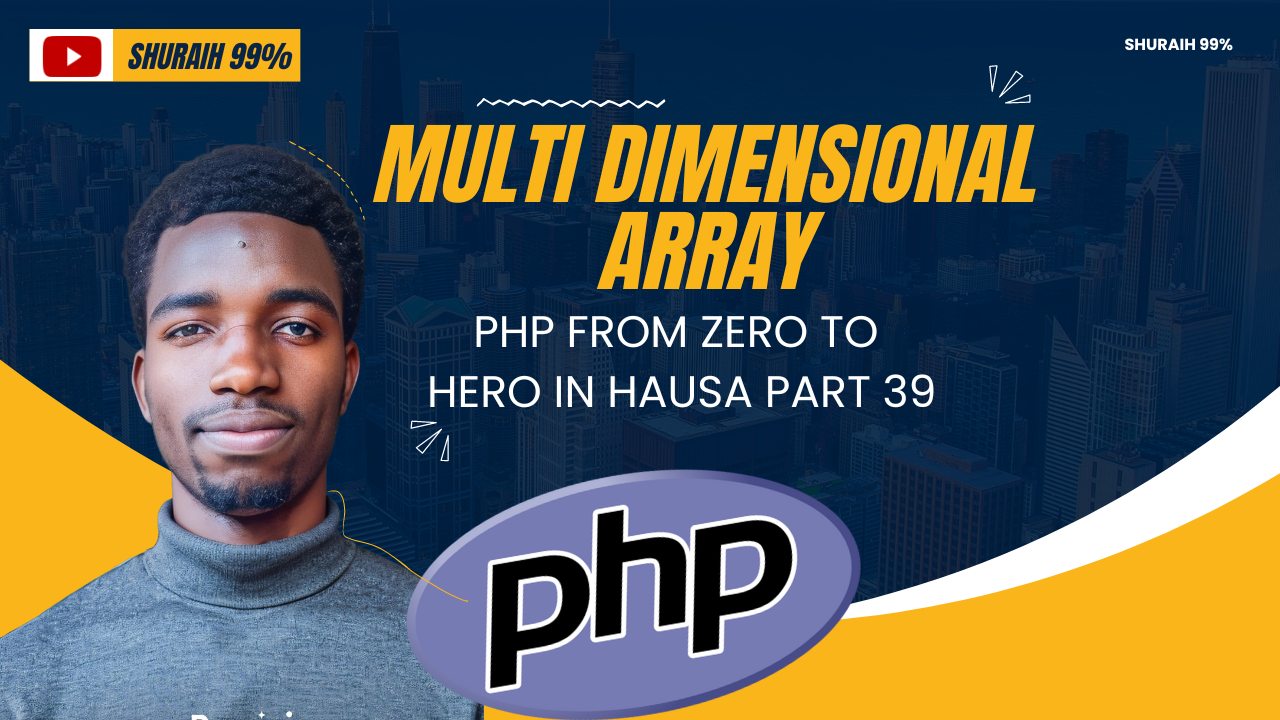 SHURAIH 99%
SHURAIH 99%
MULTI DIMENSIONAL
ARRAY
PHP FROM ZERO TO
HERO IN HAUSA PART 39
php